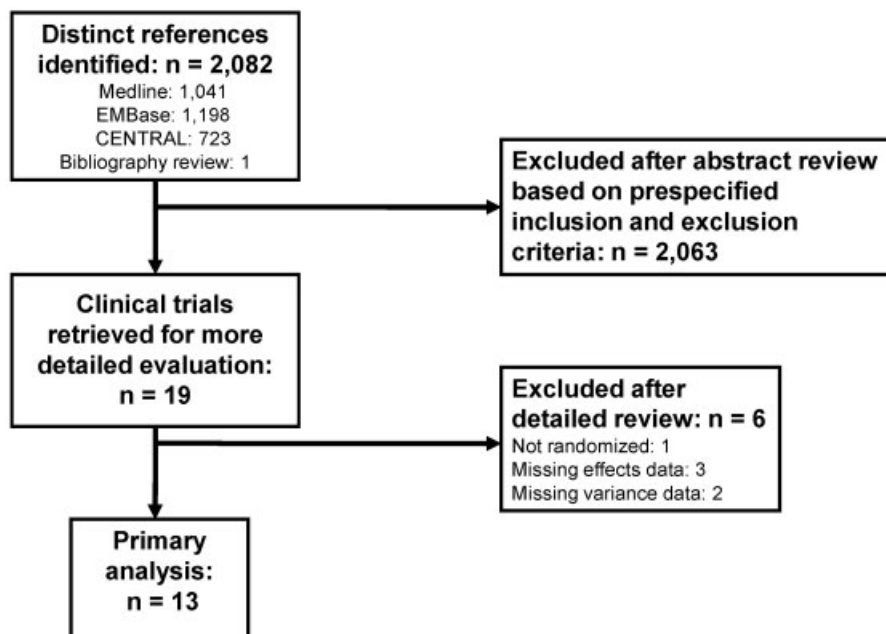 Distinct references
identified: n = 2,082
Medline: 1,041
EMBase: 1,198
CENTRAL: 723
Bibliography review: 1
Excluded after abstract review
based on prespecified
inclusion and exclusion
criteria: n = 2,063
Clinical trials
retrieved for more
detailed evaluation:
n = 19
Excluded after
detailed review: n = 6
Not randomized: 1
Missing effects data: 3
Missing variance data: 2
Primary
analysis:
n = 13